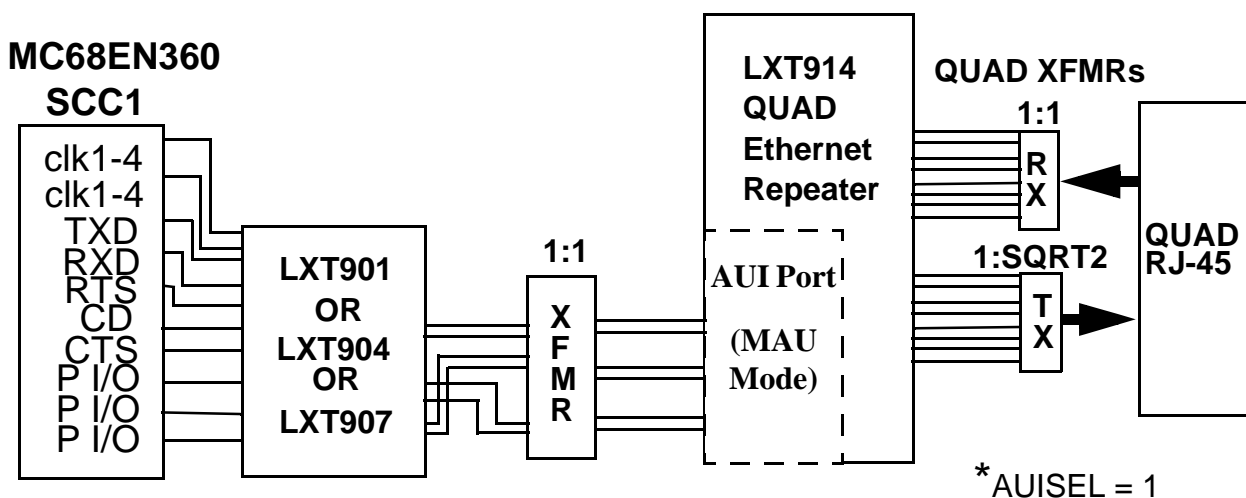 MC68EN360
SCC1
clk1-4
clk1-4
TXD
RXD
RTS
CD
CTS
P I/O
P I/O
P I/O
LXT901
OR
LXT904
OR
LXT907
1:1
X
F
M
R
LXT914
QUAD
Ethernet
Repeater
AUI Port
(MAU
Mode)
QUAD XFMRs
1:1
R
X
1:SQRT2
T
X
QUAD
RJ-45
*AUISEL = 1